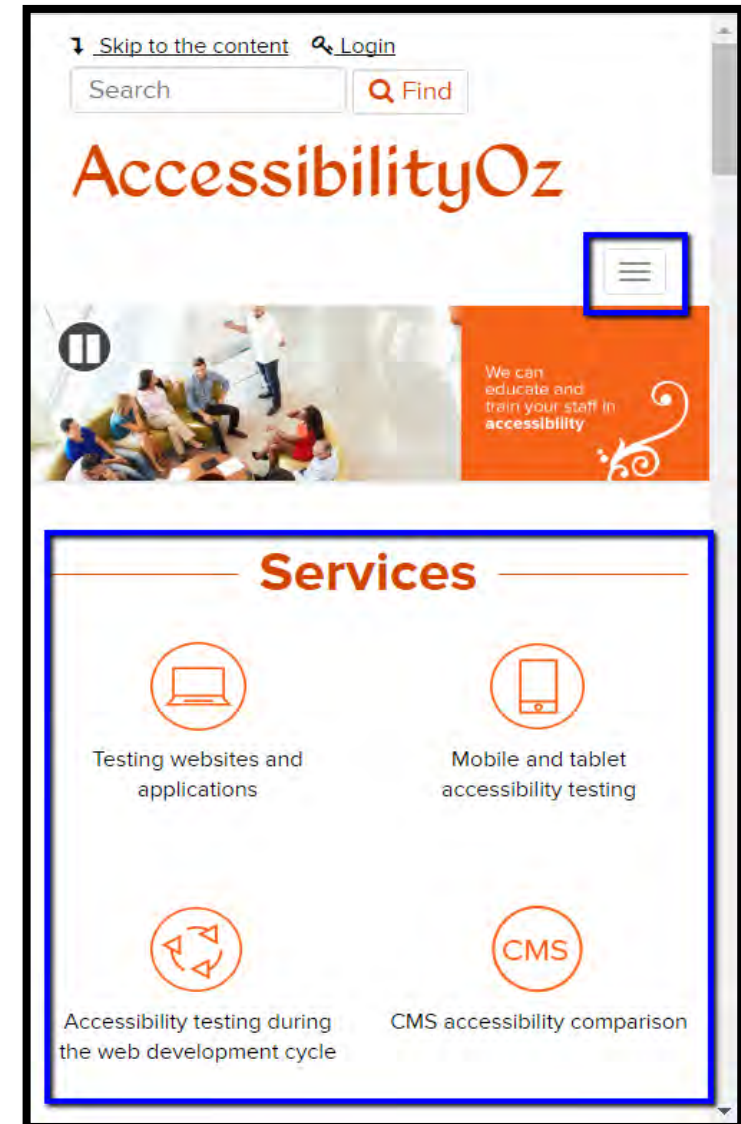 Skip to the content Login
Search Find
AccessibilityOz
We can
educate and
train your staff in
accessibility
Services
Testing websites and
applications
Mobile and tablet
accessibility testing
CMS
Accessibility testing during
the web development cycle
CMS accessibility comparison